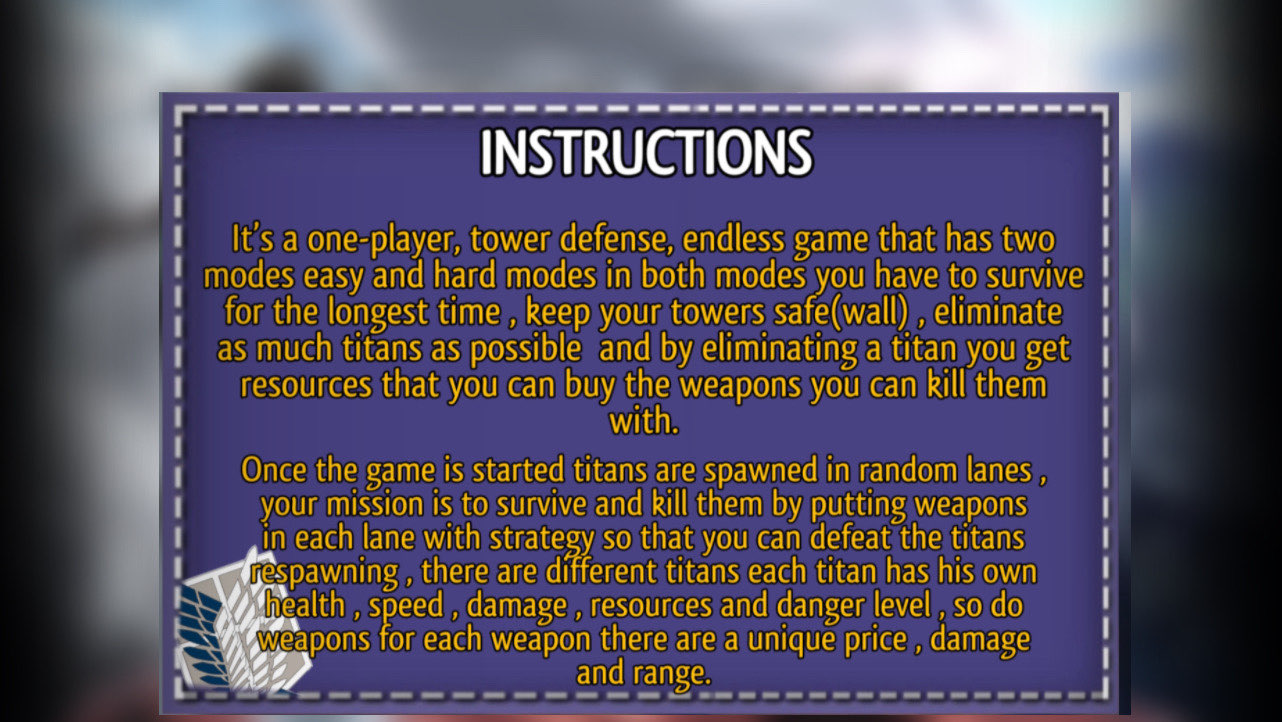 INSTRUCTIONS
It's a one-player, tower defense, endless game that has two
modes easy and hard modes in both modes you have to survive
for the longest time , keep your towers safe(wall) , eliminate
as much titans as possible  and by eliminating a titan you get
resources that you can buy the weapons you can kill them
with.
Once the game is started titans are spawned in random lanes ,
your mission is to survive and kill them by putting weapons
in each lane with strategy so that you can defeat the titans
respawning , there are different titans each titan has his own
health , speed , damage , resources and danger level , so do
weapons for each weapon there are a unique price , damage
and range.